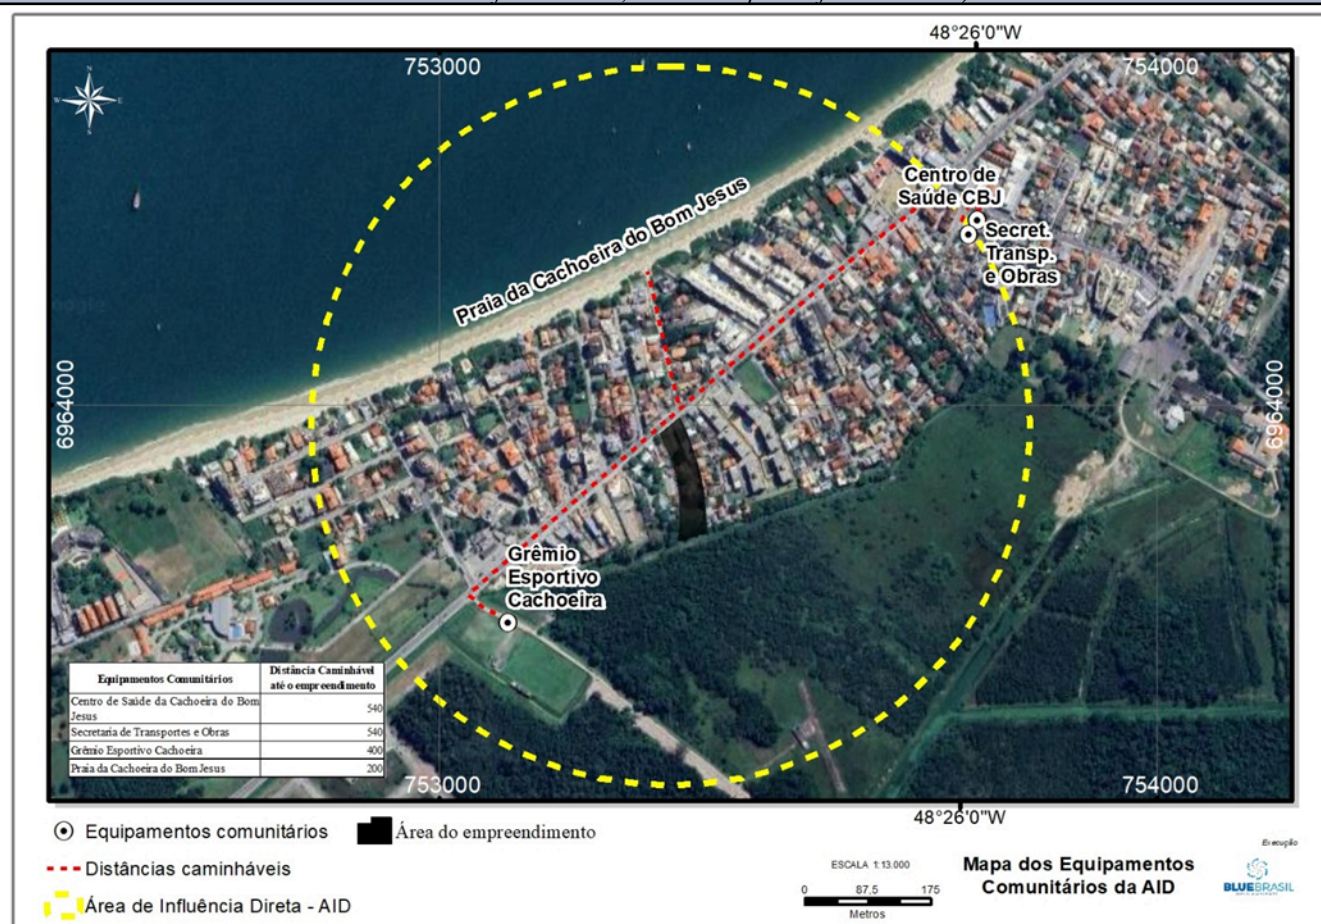 48°26'0"W
753000
754000
N
W
E
S
Centro de
Saúde CBJ
Secret.
Transp.
e Obras
Praia da Cachoeira do Bom Jesus
6964000
6964000
Grêmio
Esportivo
Cachoeira
Equipamentos Comunitários
Distância Caminhável
até o empreendimento
Centro de Saúde da Cachoeira do Bom
Jesus
540
Secretaria de Transportes e Obras
540
Grêmio Esportivo Cachoeira
400
Praia da Cachoeira do Bom Jesus
200
753000
754000
48°26'0"W
Equipamentos comunitários
Área do empreendimento
Distâncias caminháveis
Área de Influência Direta - AID
ESCALA 1:13.000
0 87,5 175
Metros
Mapa dos Equipamentos
Comunitários da AID
Execução
BLUEBRASIL